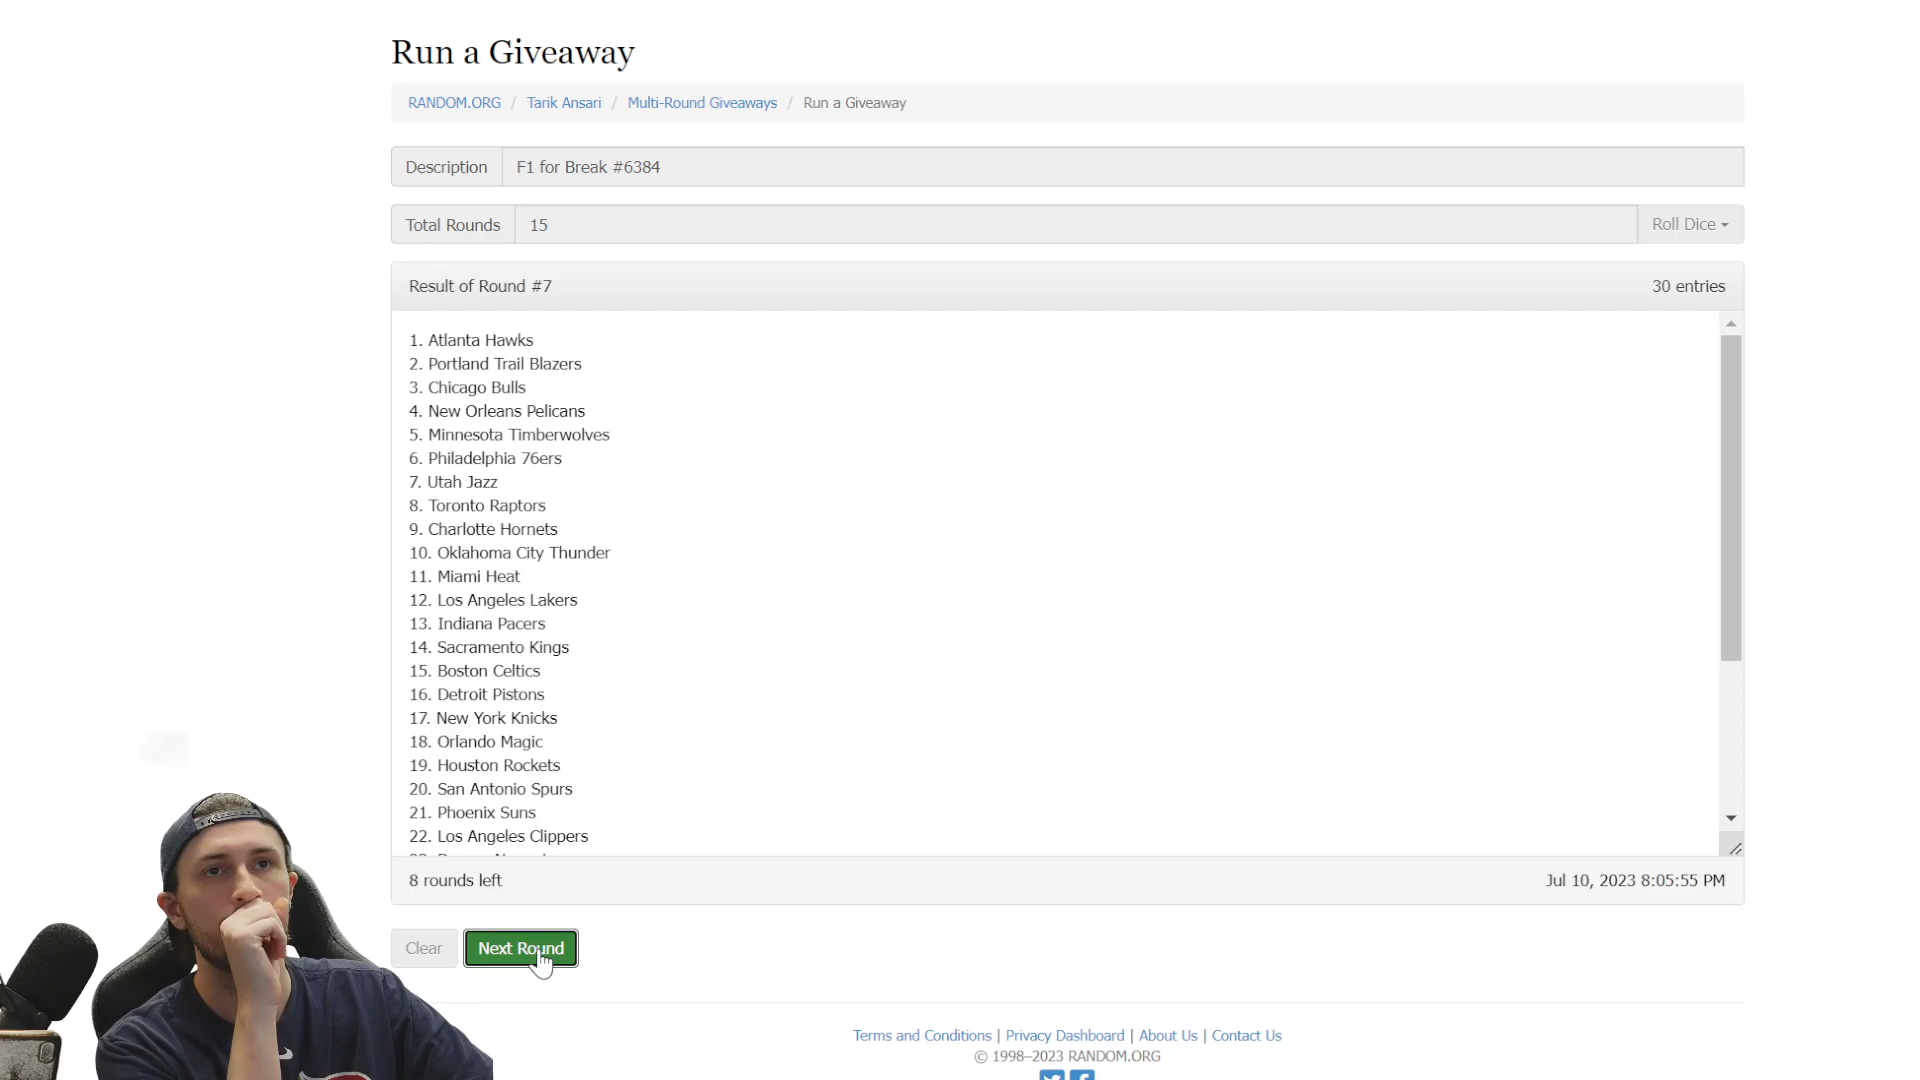 Run a Giveaway
RANDOM.ORG / Tarik Ansari / Multi-Round Giveaways / Run a Giveaway
Description F1 for Break #6384
Total Rounds 15 Roll Dice
Result of Round #7 30 entries
1. Atlanta Hawks
2. Portland Trail Blazers
3. Chicago Bulls
4. New Orleans Pelicans
5. Minnesota Timberwolves
6. Philadelphia 76ers
7. Utah Jazz
8. Toronto Raptors
9. Charlotte Hornets
10. Oklahoma City Thunder
11. Miami Heat
12. Los Angeles Lakers
13. Indiana Pacers
14. Sacramento Kings
15. Boston Celtics
16. Detroit Pistons
17. New York Knicks
18. Orlando Magic
19. Houston Rockets
20. San Antonio Spurs
21. Phoenix Suns
22. Los Angeles Clippers
8 rounds left Jul 10, 2023 8:05:55 PM
Clear Next Round
Terms and Conditions | Privacy Dashboard | About Us | Contact Us
© 1998–2023 RANDOM.ORG